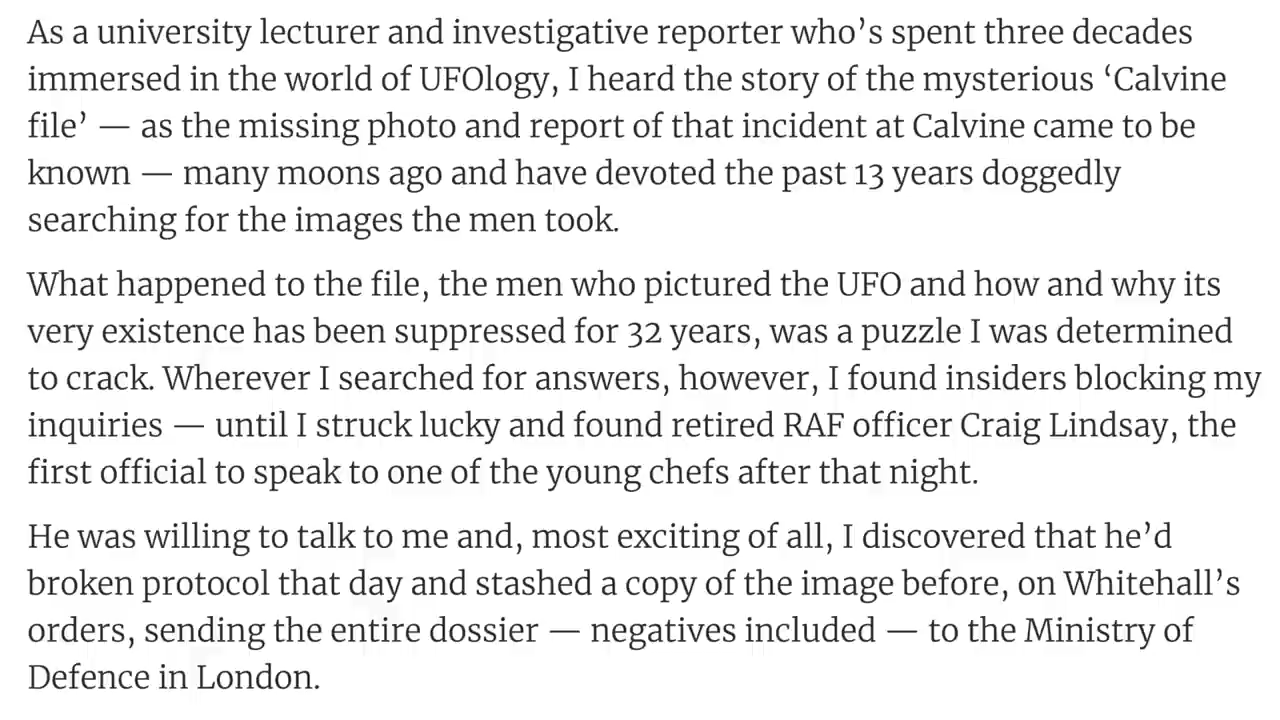 As a university lecturer and investigative reporter who’s spent three decades
immersed in the world of UFOlogy, I heard the story of the mysterious ‘Calvine
file’ — as the missing photo and report of that incident at Calvine came to be
known — many moons ago and have devoted the past 13 years doggedly
searching for the images the men took.
What happened to the file, the men who pictured the UFO and how and why its
very existence has been suppressed for 32 years, was a puzzle I was determined
to crack. Wherever I searched for answers, however, I found insiders blocking my
inquiries — until I struck lucky and found retired RAF officer Craig Lindsay, the
first official to speak to one of the young chefs after that night.
He was willing to talk to me and, most exciting of all, I discovered that he’d
broken protocol that day and stashed a copy of the image before, on Whitehall’s
orders, sending the entire dossier — negatives included — to the Ministry of
Defence in London.